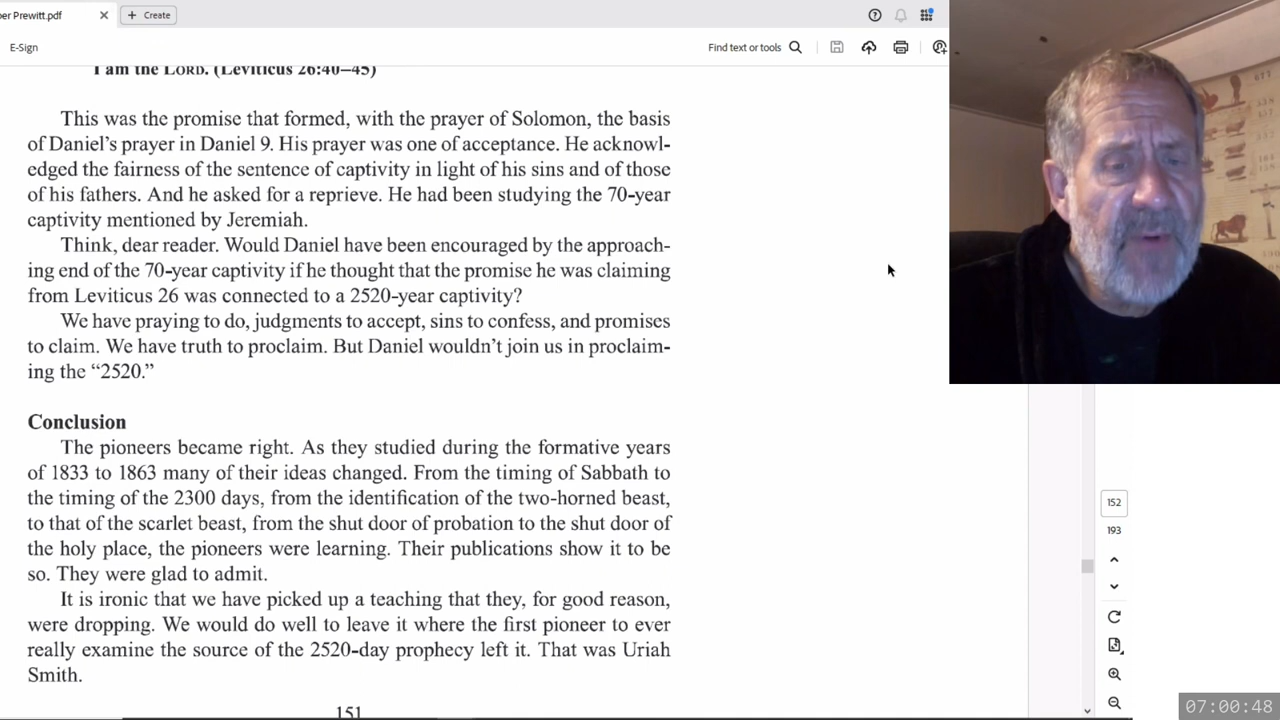 er Prewitt.pdf
Create
E-Sign
Find text or tools
I am the LORD. (Leviticus 26:40–45)
This was the promise that formed, with the prayer of Solomon, the basis
of Daniel’s prayer in Daniel 9. His prayer was one of acceptance. He acknowl-
edged the fairness of the sentence of captivity in light of his sins and of those
of his fathers. And he asked for a reprieve. He had been studying the 70-year
captivity mentioned by Jeremiah.
Think, dear reader. Would Daniel have been encouraged by the approach-
ing end of the 70-year captivity if he thought that the promise he was claiming
from Leviticus 26 was connected to a 2520-year captivity?
We have praying to do, judgments to accept, sins to confess, and promises
to claim. We have truth to proclaim. But Daniel wouldn’t join us in proclaim-
ing the “2520.”
Conclusion
The pioneers became right. As they studied during the formative years
of 1833 to 1863 many of their ideas changed. From the timing of Sabbath to
the timing of the 2300 days, from the identification of the two-horned beast,
to that of the scarlet beast, from the shut door of probation to the shut door of
the holy place, the pioneers were learning. Their publications show it to be
so. They were glad to admit.
It is ironic that we have picked up a teaching that they, for good reason,
were dropping. We would do well to leave it where the first pioneer to ever
really examine the source of the 2520-day prophecy left it. That was Uriah
Smith.
151
152
193
07:00:48